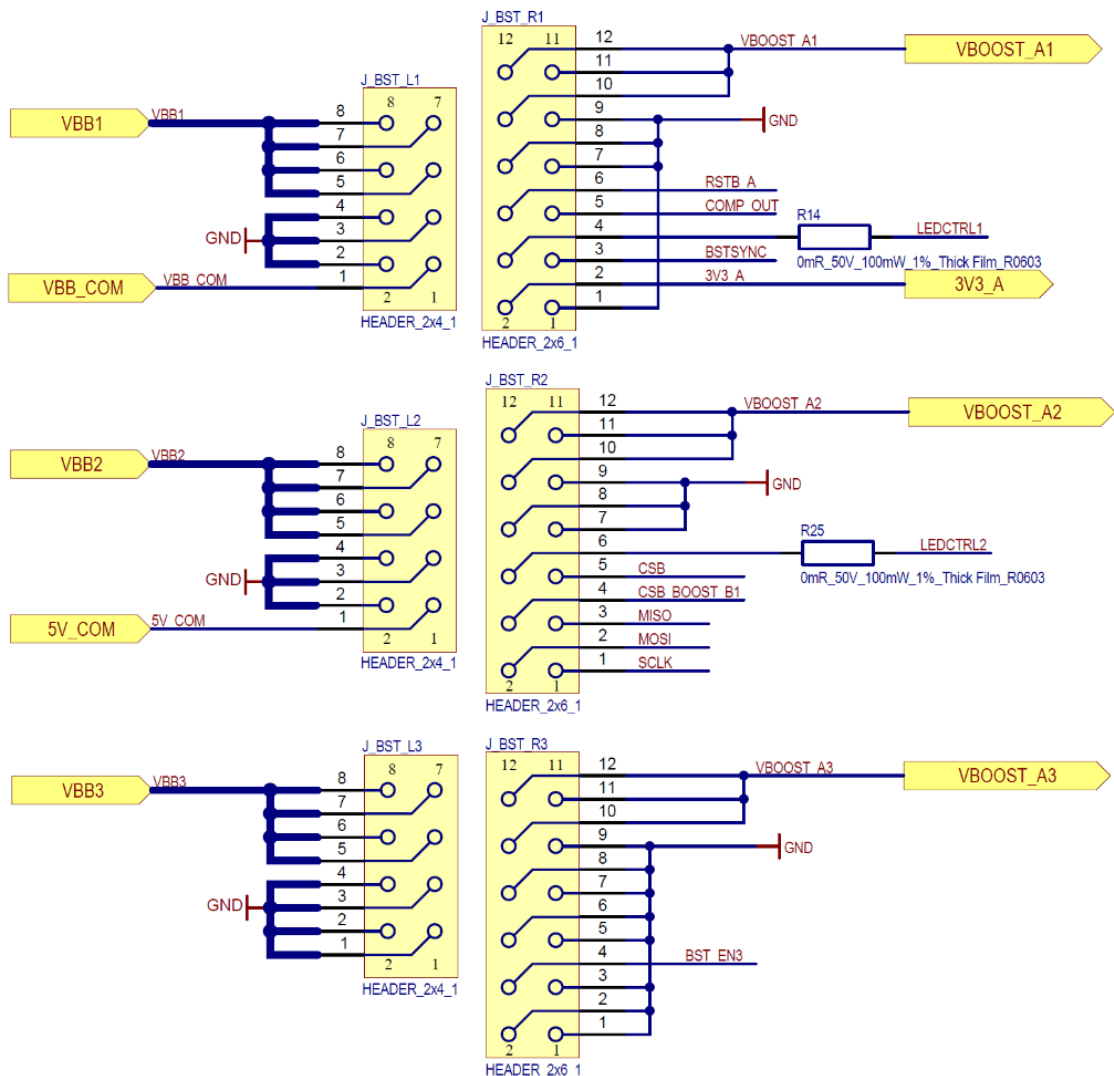 J_BST_R1
12 11
12
11
10
9
8
7
6
5
4
3
2
1
VBOOST_A1
VBOOST_A1
GND
RSTB_A
COMP_OUT
R14
LEDCTRL1
0mR_50V_100mW_1%_Thick Film_R0603
BSTSYNC
3V3_A
3V3_A
2 1
HEADER_2x6_1
J_BST_L1
8 7
VBB1
VBB1
8
7
6
5
4
3
2
1
GND
VBB_COM
VBB_COM
2 1
HEADER_2x4_1
J_BST_R2
12 11
12
11
10
9
8
7
6
5
4
3
2
1
VBOOST_A2
VBOOST_A2
GND
R25
LEDCTRL2
0mR_50V_100mW_1%_Thick Film_R0603
CSB
CSB_BOOST_B1
MISO
MOSI
SCLK
2 1
HEADER_2x6_1
J_BST_L2
8 7
VBB2
VBB2
8
7
6
5
4
3
2
1
GND
5V_COM
5V_COM
2 1
HEADER_2x4_1
J_BST_R3
12 11
12
11
10
9
8
7
6
5
4
3
2
1
VBOOST_A3
VBOOST_A3
GND
BST_EN3
2 1
HEADER_2x6_1
J_BST_L3
8 7
VBB3
VBB3
8
7
6
5
4
3
2
1
GND
2 1
HEADER_2x4_1